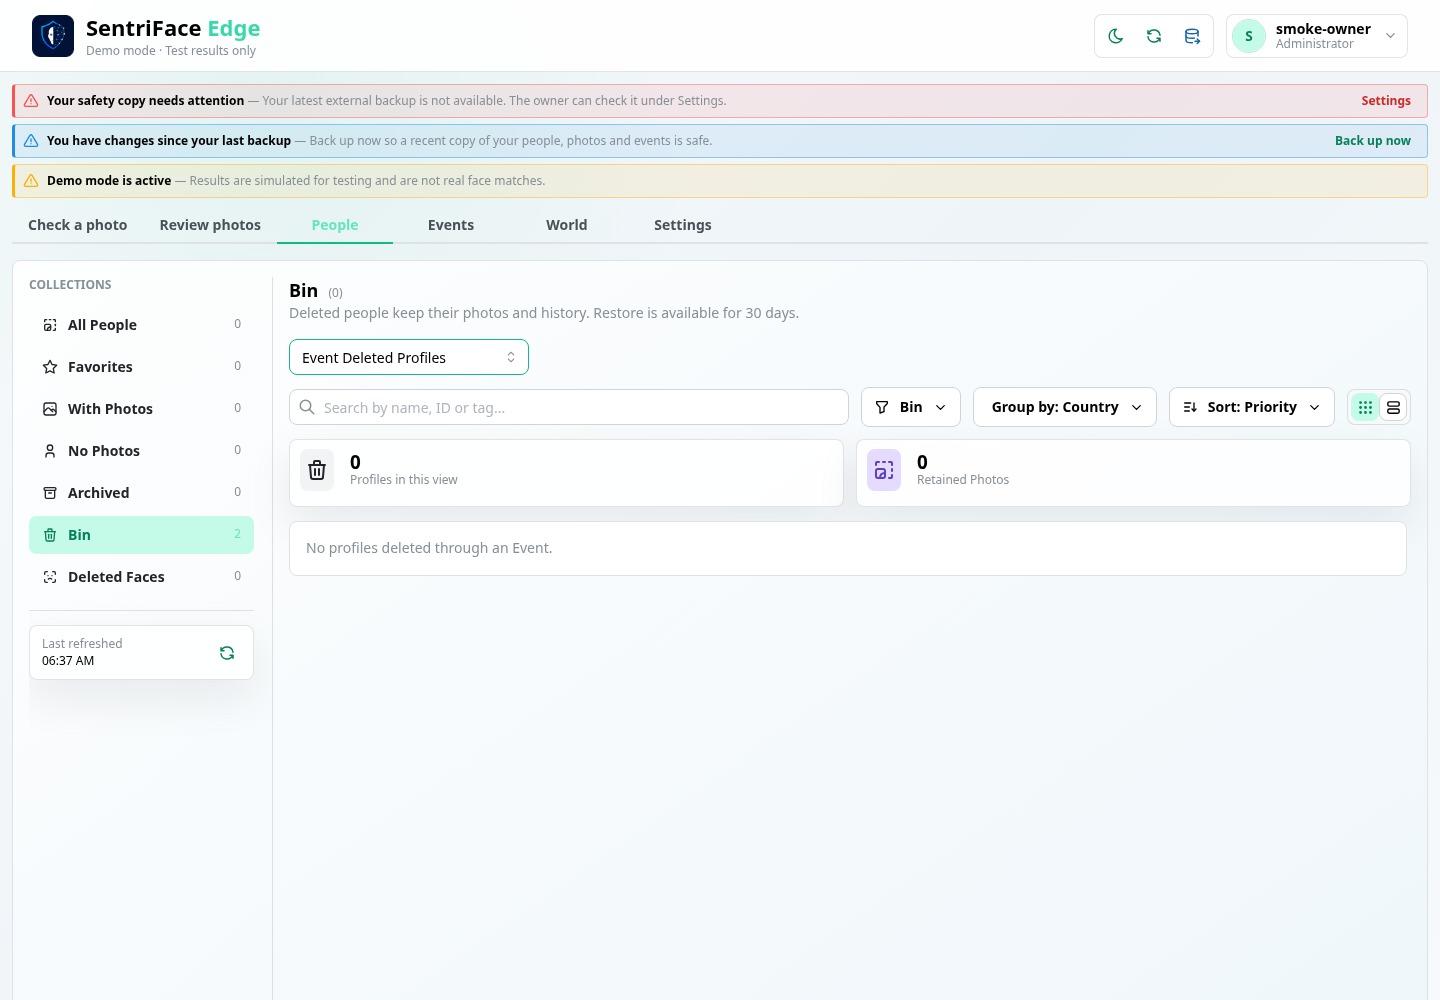 SentriFace Edge
Demo mode · Test results only
S
smoke-owner
Administrator
Your safety copy needs attention — Your latest external backup is not available. The owner can check it under Settings.
Settings
You have changes since your last backup — Back up now so a recent copy of your people, photos and events is safe.
Back up now
Demo mode is active — Results are simulated for testing and are not real face matches.
Check a photo
Review photos
People
Events
World
Settings
COLLECTIONS
All People 0
Favorites 0
With Photos 0
No Photos 0
Archived 0
Bin 2
Deleted Faces 0
Last refreshed
06:37 AM
Bin (0)
Deleted people keep their photos and history. Restore is available for 30 days.
Event Deleted Profiles
Search by name, ID or tag...
Bin
Group by: Country
Sort: Priority
0
Profiles in this view
0
Retained Photos
No profiles deleted through an Event.